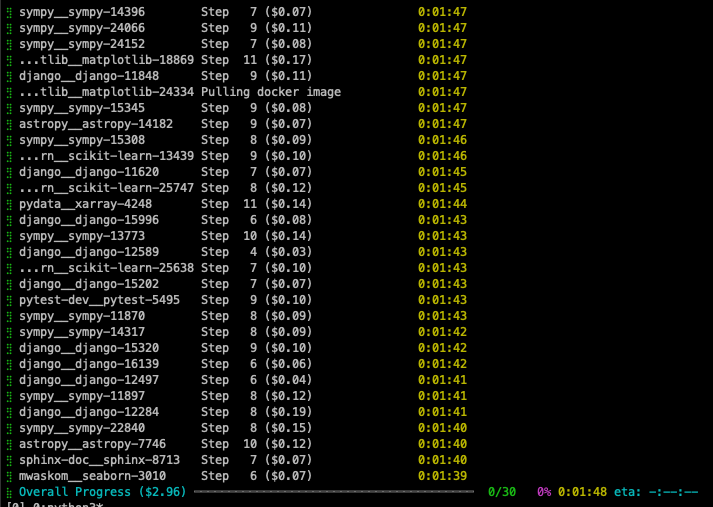 sympy__sympy-14396 Step 7 ($0.07) 0:01:47
sympy__sympy-24066 Step 9 ($0.11) 0:01:47
sympy__sympy-24152 Step 7 ($0.08) 0:01:47
...tlib__matplotlib-18869 Step 11 ($0.17) 0:01:47
django__django-11848 Step 9 ($0.11) 0:01:47
...tlib__matplotlib-24334 Pulling docker image 0:01:47
sympy__sympy-15345 Step 9 ($0.08) 0:01:47
astropy__astropy-14182 Step 9 ($0.07) 0:01:47
sympy__sympy-15308 Step 8 ($0.09) 0:01:46
...rn__scikit-learn-13439 Step 9 ($0.10) 0:01:46
django__django-11620 Step 7 ($0.07) 0:01:45
...rn__scikit-learn-25747 Step 8 ($0.12) 0:01:45
pydata__xarray-4248 Step 11 ($0.14) 0:01:44
django__django-15996 Step 6 ($0.08) 0:01:43
sympy__sympy-13773 Step 10 ($0.14) 0:01:43
django__django-12589 Step 4 ($0.03) 0:01:43
...rn__scikit-learn-25638 Step 7 ($0.10) 0:01:43
django__django-15202 Step 7 ($0.07) 0:01:43
pytest-dev__pytest-5495 Step 9 ($0.10) 0:01:43
sympy__sympy-11870 Step 8 ($0.09) 0:01:43
sympy__sympy-14317 Step 8 ($0.09) 0:01:42
django__django-15320 Step 9 ($0.10) 0:01:42
django__django-16139 Step 6 ($0.06) 0:01:42
django__django-12497 Step 6 ($0.04) 0:01:41
sympy__sympy-11897 Step 8 ($0.12) 0:01:41
django__django-12284 Step 8 ($0.19) 0:01:41
sympy__sympy-22840 Step 8 ($0.15) 0:01:40
astropy__astropy-7746 Step 10 ($0.12) 0:01:40
sphinx-doc__sphinx-8713 Step 7 ($0.07) 0:01:40
mwaskom__seaborn-3010 Step 6 ($0.07) 0:01:39
Overall Progress ($2.96) 0/30 0% 0:01:48 eta: -:--:--
[0] 0:python3*